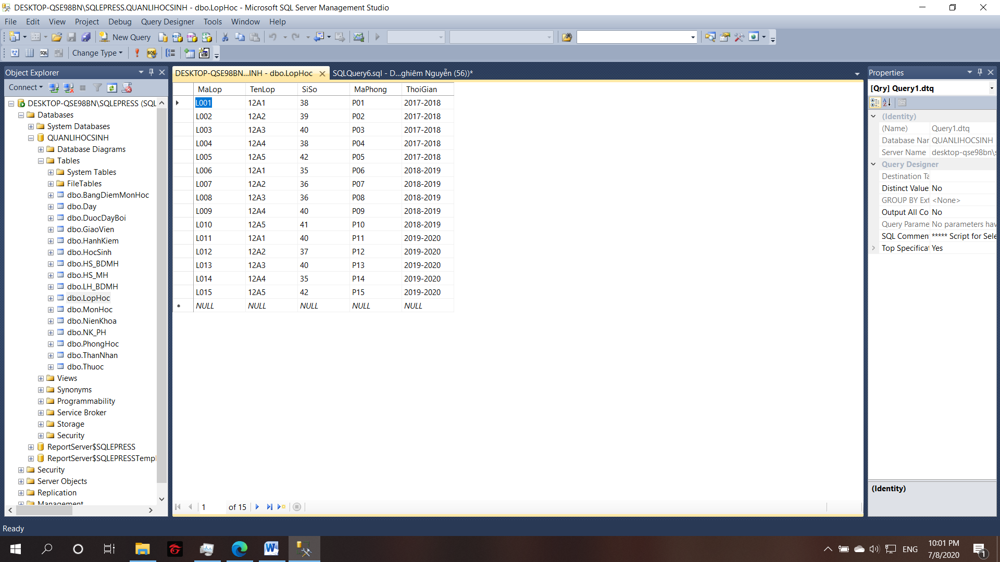 DESKTOP-QSE98BN\SQLEPRESS.QUANLIHOCSINH - dbo.LopHoc - Microsoft SQL Server Management Studio
File Edit View Project Debug Query Designer Tools Window Help
New Query
Change Type
Object Explorer
Connect
DESKTOP-QSE98BN\SQLEPRESS (SQL
Databases
System Databases
QUANLIHOCSINH
Database Diagrams
Tables
System Tables
FileTables
dbo.BangDiemMonHoc
dbo.Day
dbo.DuocDayBoi
dbo.GiaoVien
dbo.HanhKiem
dbo.HocSinh
dbo.HS_BDMH
dbo.HS_MH
dbo.LH_BDMH
dbo.LopHoc
dbo.MonHoc
dbo.NienKhoa
dbo.NK_PH
dbo.PhongHoc
dbo.ThanNhan
dbo.Thuoc
Views
Synonyms
Programmability
Service Broker
Storage
Security
ReportServer$SQLEPRESS
ReportServer$SQLEPRESSTempl
Security
Server Objects
Replication
Management
DESKTOP-QSE98BN...INH - dbo.LopHoc
SQLQuery6.sql - D...ghiêm Nguyễn (56))*
MaLop TenLop SiSo MaPhong ThoiGian
L001 12A1 38 P01 2017-2018
L002 12A2 39 P02 2017-2018
L003 12A3 40 P03 2017-2018
L004 12A4 38 P04 2017-2018
L005 12A5 42 P05 2017-2018
L006 12A1 35 P06 2018-2019
L007 12A2 36 P07 2018-2019
L008 12A3 36 P08 2018-2019
L009 12A4 40 P09 2018-2019
L010 12A5 41 P10 2018-2019
L011 12A1 40 P11 2019-2020
L012 12A2 37 P12 2019-2020
L013 12A3 40 P13 2019-2020
L014 12A4 35 P14 2019-2020
L015 12A5 42 P15 2019-2020
NULL NULL NULL NULL NULL
1 of 15
Properties
[Qry] Query1.dtq
(Identity)
(Name) Query1.dtq
Database Nar QUANLIHOCSINH
Server Name desktop-qse98bn\s
Query Designer
Destination Ta
Distinct Value No
GROUP BY Ext <None>
Output All Co No
Query Parame No parameters hav
SQL Commen ***** Script for Sele
Top Specificat Yes
(Identity)
Ready
ENG
10:01 PM
7/8/2020
1